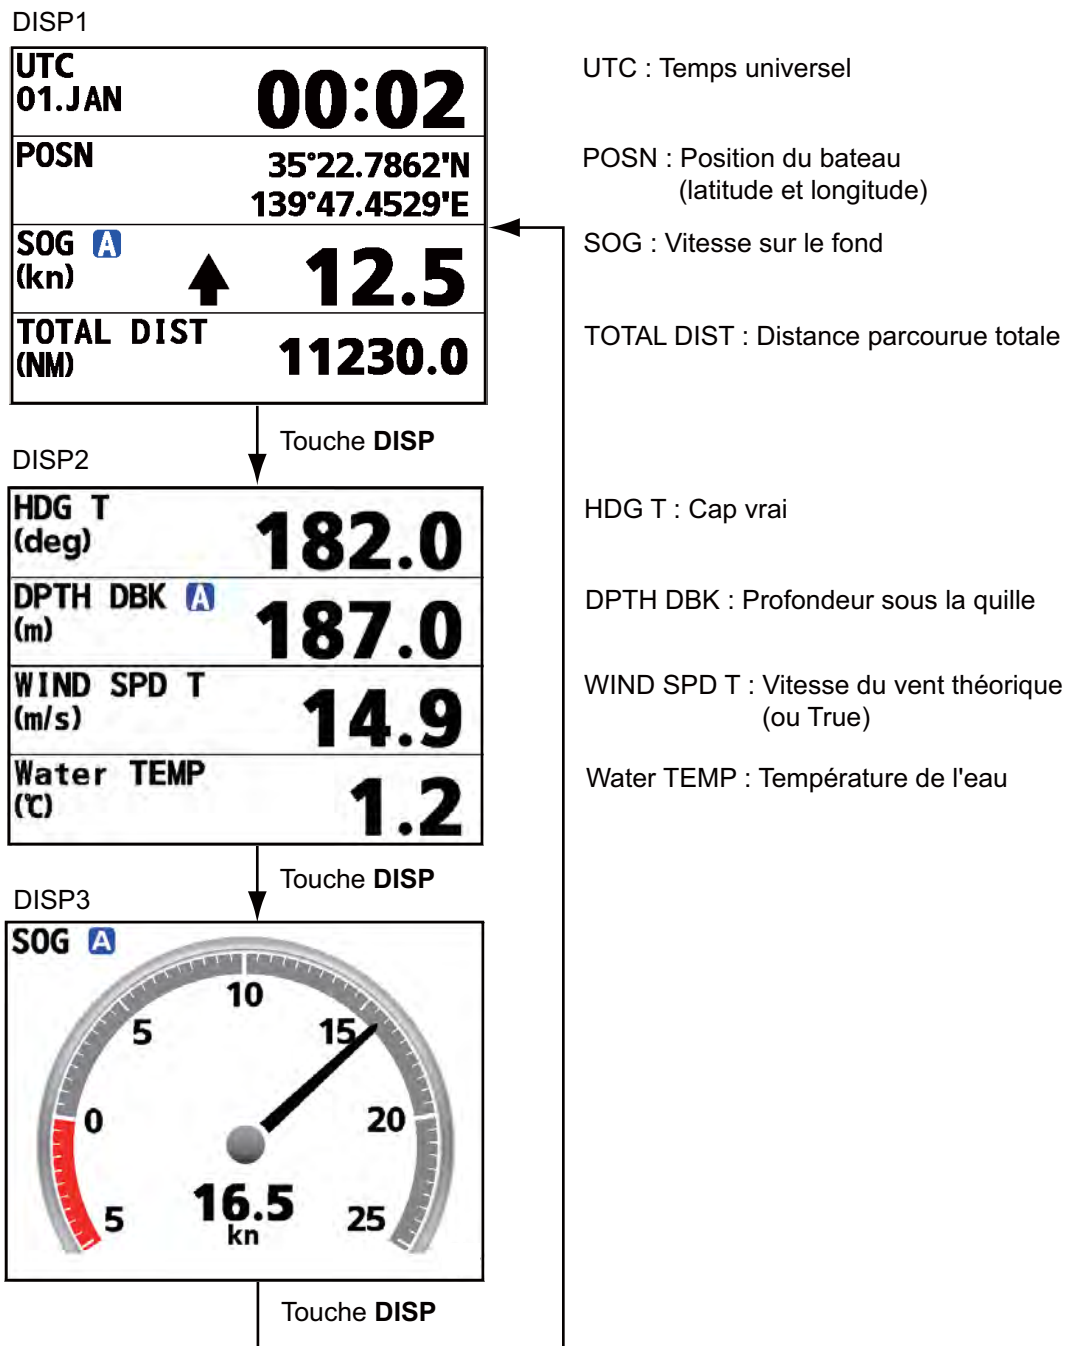 DISP1
UTC
01.JAN
00:02
UTC : Temps universel
POSN
35°22.7862'N
139°47.4529'E
POSN : Position du bateau
(latitude et longitude)
SOG A
(kn)
12.5
SOG : Vitesse sur le fond
TOTAL DIST
(NM)
11230.0
TOTAL DIST : Distance parcourue totale
Touche DISP
DISP2
HDG T
(deg)
182.0
HDG T : Cap vrai
DPTH DBK A
(m)
187.0
DPTH DBK : Profondeur sous la quille
WIND SPD T
(m/s)
14.9
WIND SPD T : Vitesse du vent théorique
(ou True)
Water TEMP
(℃)
1.2
Water TEMP : Température de l'eau
Touche DISP
DISP3
SOG A
10
5
15
0
20
5
25
16.5
kn
Touche DISP